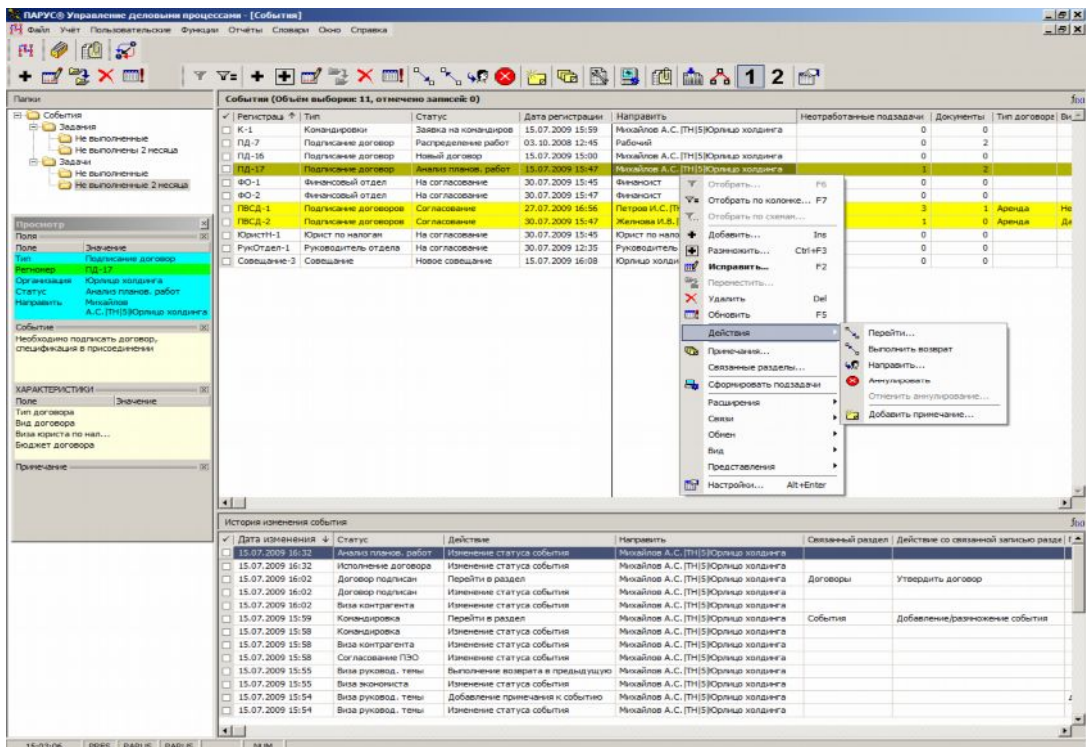 ПАРУС® Управление деловыми процессами - [События]
Файл Учёт Пользовательские Функции Отчёты Словари Окно Справка
1 2
Папки
События
Задания
Не выполненные
Не выполнены 2 месяца
Задачи
Не выполненные
Не выполненные 2 месяца
События (Объём выборки: 11, отмечено записей: 0)
Регистрац Тип Статус Дата регистрации Направить Неотработанные подзадачи Документы Тип договора
К-1 Командировки Заявка на командиров 15.07.2009 15:59 Михайлов А.С.[ТН|5|Юрлицо холдинга 0 0
ПД-7 Подписание договор Распределение работ 03.10.2008 12:45 Рабочий 0 2
ПД-16 Подписание договор Новый договор 15.07.2009 15:00 Михайлов А.С.[ТН|5|Юрлицо холдинга 0 0
ПД-17 Подписание договор Анализ планов. работ 15.07.2009 15:47 Михайлов А.С.[ТН|5|Юрлицо холдинга 1 2
ФО-1 Финансовый отдел На согласование 30.07.2009 15:45 Финансист 0 0
ФО-2 Финансовый отдел На согласование 30.07.2009 15:47 Финансист 0 0
ПВСД-1 Подписание договоров Согласование 27.07.2009 16:56 Петров И.С. 3 1 Аренда
ПВСД-2 Подписание договоров Согласование 30.07.2009 15:47 Желнова И.В. 1 0 Аренда
ЮристН-1 Юрист по налогам На согласование 30.07.2009 15:45 Юрист по нало 0 0
РукОтдел-1 Руководитель отдела На согласование 30.07.2009 12:35 Руководитель 0 0
Совещание-3 Совещание Новое совещание 15.07.2009 16:08 Юрлицо холди 0 0
Отобрать... F6
Отобрать по колонке... F7
Отобрать по схемам...
Добавить... Ins
Размножить... Ctrl+F3
Исправить... F2
Переместить...
Удалить Del
Обновить F5
Действия
Примечания...
Связанные разделы...
Сформировать подзадачи
Расширения
Связи
Обмен
Вид
Представления
Настройки... Alt+Enter
Перейти...
Выполнить возврат
Направить...
Аннулировать
Отменить аннулирование...
Добавить примечание...
Просмотр
Поля
Поле Значение
Тип Подписание договор
Регномер ПД-17
Организация Юрлицо холдинга
Статус Анализ планов. работ
Направить Михайлов
А.С.[ТН|5|Юрлицо холдинга
Событие
Необходимо подписать договор,
спецификация в присоединении
ХАРАКТЕРИСТИКИ
Поле Значение
Тип договора
Вид договора
Виза юриста по нал...
Бюджет договора
Примечание
История изменения события
Дата изменения Статус Действие Направить Связанный раздел Действие со связанной записью разде
15.07.2009 16:32 Анализ планов. работ Изменение статуса события Михайлов А.С.[ТН|5|Юрлицо холдинга
15.07.2009 16:32 Исполнение договора Изменение статуса события Михайлов А.С.[ТН|5|Юрлицо холдинга
15.07.2009 16:02 Договор подписан Перейти в раздел Михайлов А.С.[ТН|5|Юрлицо холдинга Договоры Утвердить договор
15.07.2009 16:02 Договор подписан Изменение статуса события Михайлов А.С.[ТН|5|Юрлицо холдинга
15.07.2009 16:02 Виза контрагента Изменение статуса события Михайлов А.С.[ТН|5|Юрлицо холдинга
15.07.2009 15:59 Командировка Перейти в раздел Михайлов А.С.[ТН|5|Юрлицо холдинга События Добавление/размножение события
15.07.2009 15:58 Командировка Изменение статуса события Михайлов А.С.[ТН|5|Юрлицо холдинга
15.07.2009 15:58 Виза контрагента Изменение статуса события Михайлов А.С.[ТН|5|Юрлицо холдинга
15.07.2009 15:58 Согласование ПЭО Изменение статуса события Михайлов А.С.[ТН|5|Юрлицо холдинга
15.07.2009 15:55 Виза руковод. темы Выполнение возврата в предыдущую Михайлов А.С.[ТН|5|Юрлицо холдинга
15.07.2009 15:55 Виза экономиста Изменение статуса события Михайлов А.С.[ТН|5|Юрлицо холдинга
15.07.2009 15:54 Виза руковод. темы Добавление примечания к событию Михайлов А.С.[ТН|5|Юрлицо холдинга
15.07.2009 15:54 Виза руковод. темы Изменение статуса события Михайлов А.С.[ТН|5|Юрлицо холдинга